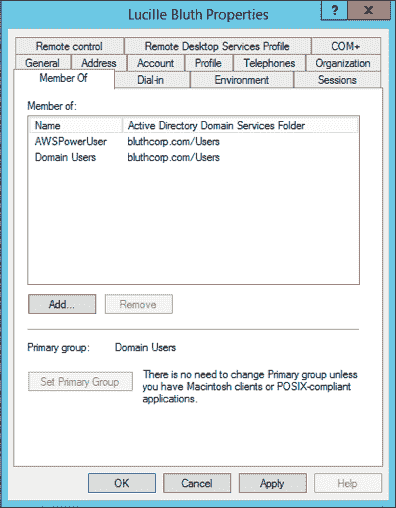 Lucille Bluth Properties
? x
Remote control Remote Desktop Services Profile COM+
General Address Account Profile Telephones Organization
Member Of Dial-in Environment Sessions
Member of:
Name Active Directory Domain Services Folder
AWSPowerUser bluthcorp.com/Users
Domain Users bluthcorp.com/Users
Add... Remove
Primary group: Domain Users
Set Primary Group
There is no need to change Primary group unless
you have Macintosh clients or POSIX-compliant
applications.
OK Cancel Apply Help